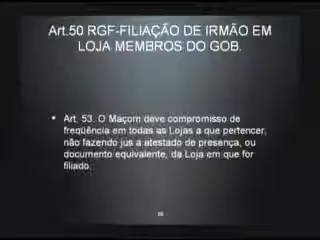 Art.50 RGF-FILIAÇÃO DE IRMÃO EM
LOJA MEMBROS DO GOB.
• Art. 53. O Maçom deve compromisso de
freqüência em todas as Lojas a que pertencer,
não fazendo jus a atestado de presença, ou
documento equivalente, da Loja em que for
filiado.